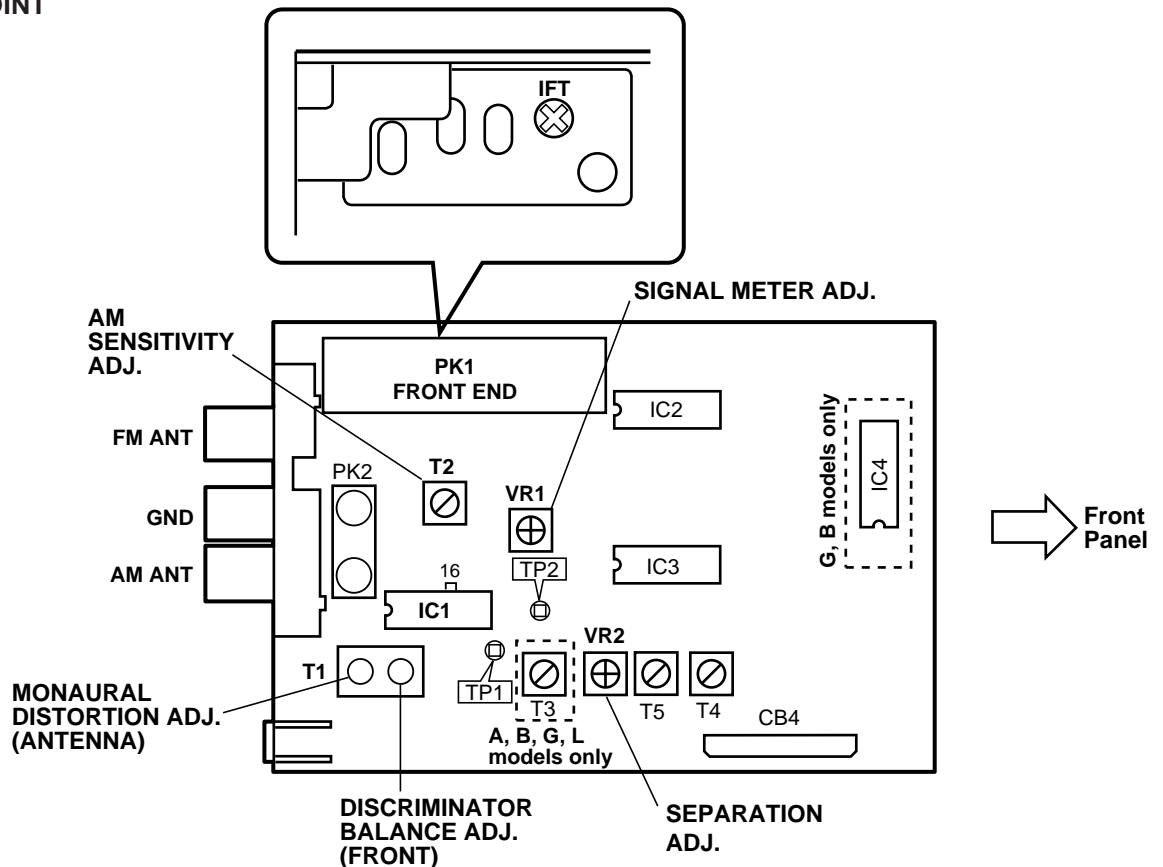 OINT
IFT
SIGNAL METER ADJ.
AM
SENSITIVITY
ADJ.
PK1
FRONT END
IC2
FM ANT
PK2
T2
VR1
G, B models only
IC4
GND
Front
Panel
AM ANT
16
TP2
IC3
IC1
VR2
T1
TP1
T3
T5
T4
MONAURAL
DISTORTION ADJ.
(ANTENNA)
A, B, G, L
models only
CB4
DISCRIMINATOR
BALANCE ADJ.
(FRONT)
SEPARATION
ADJ.